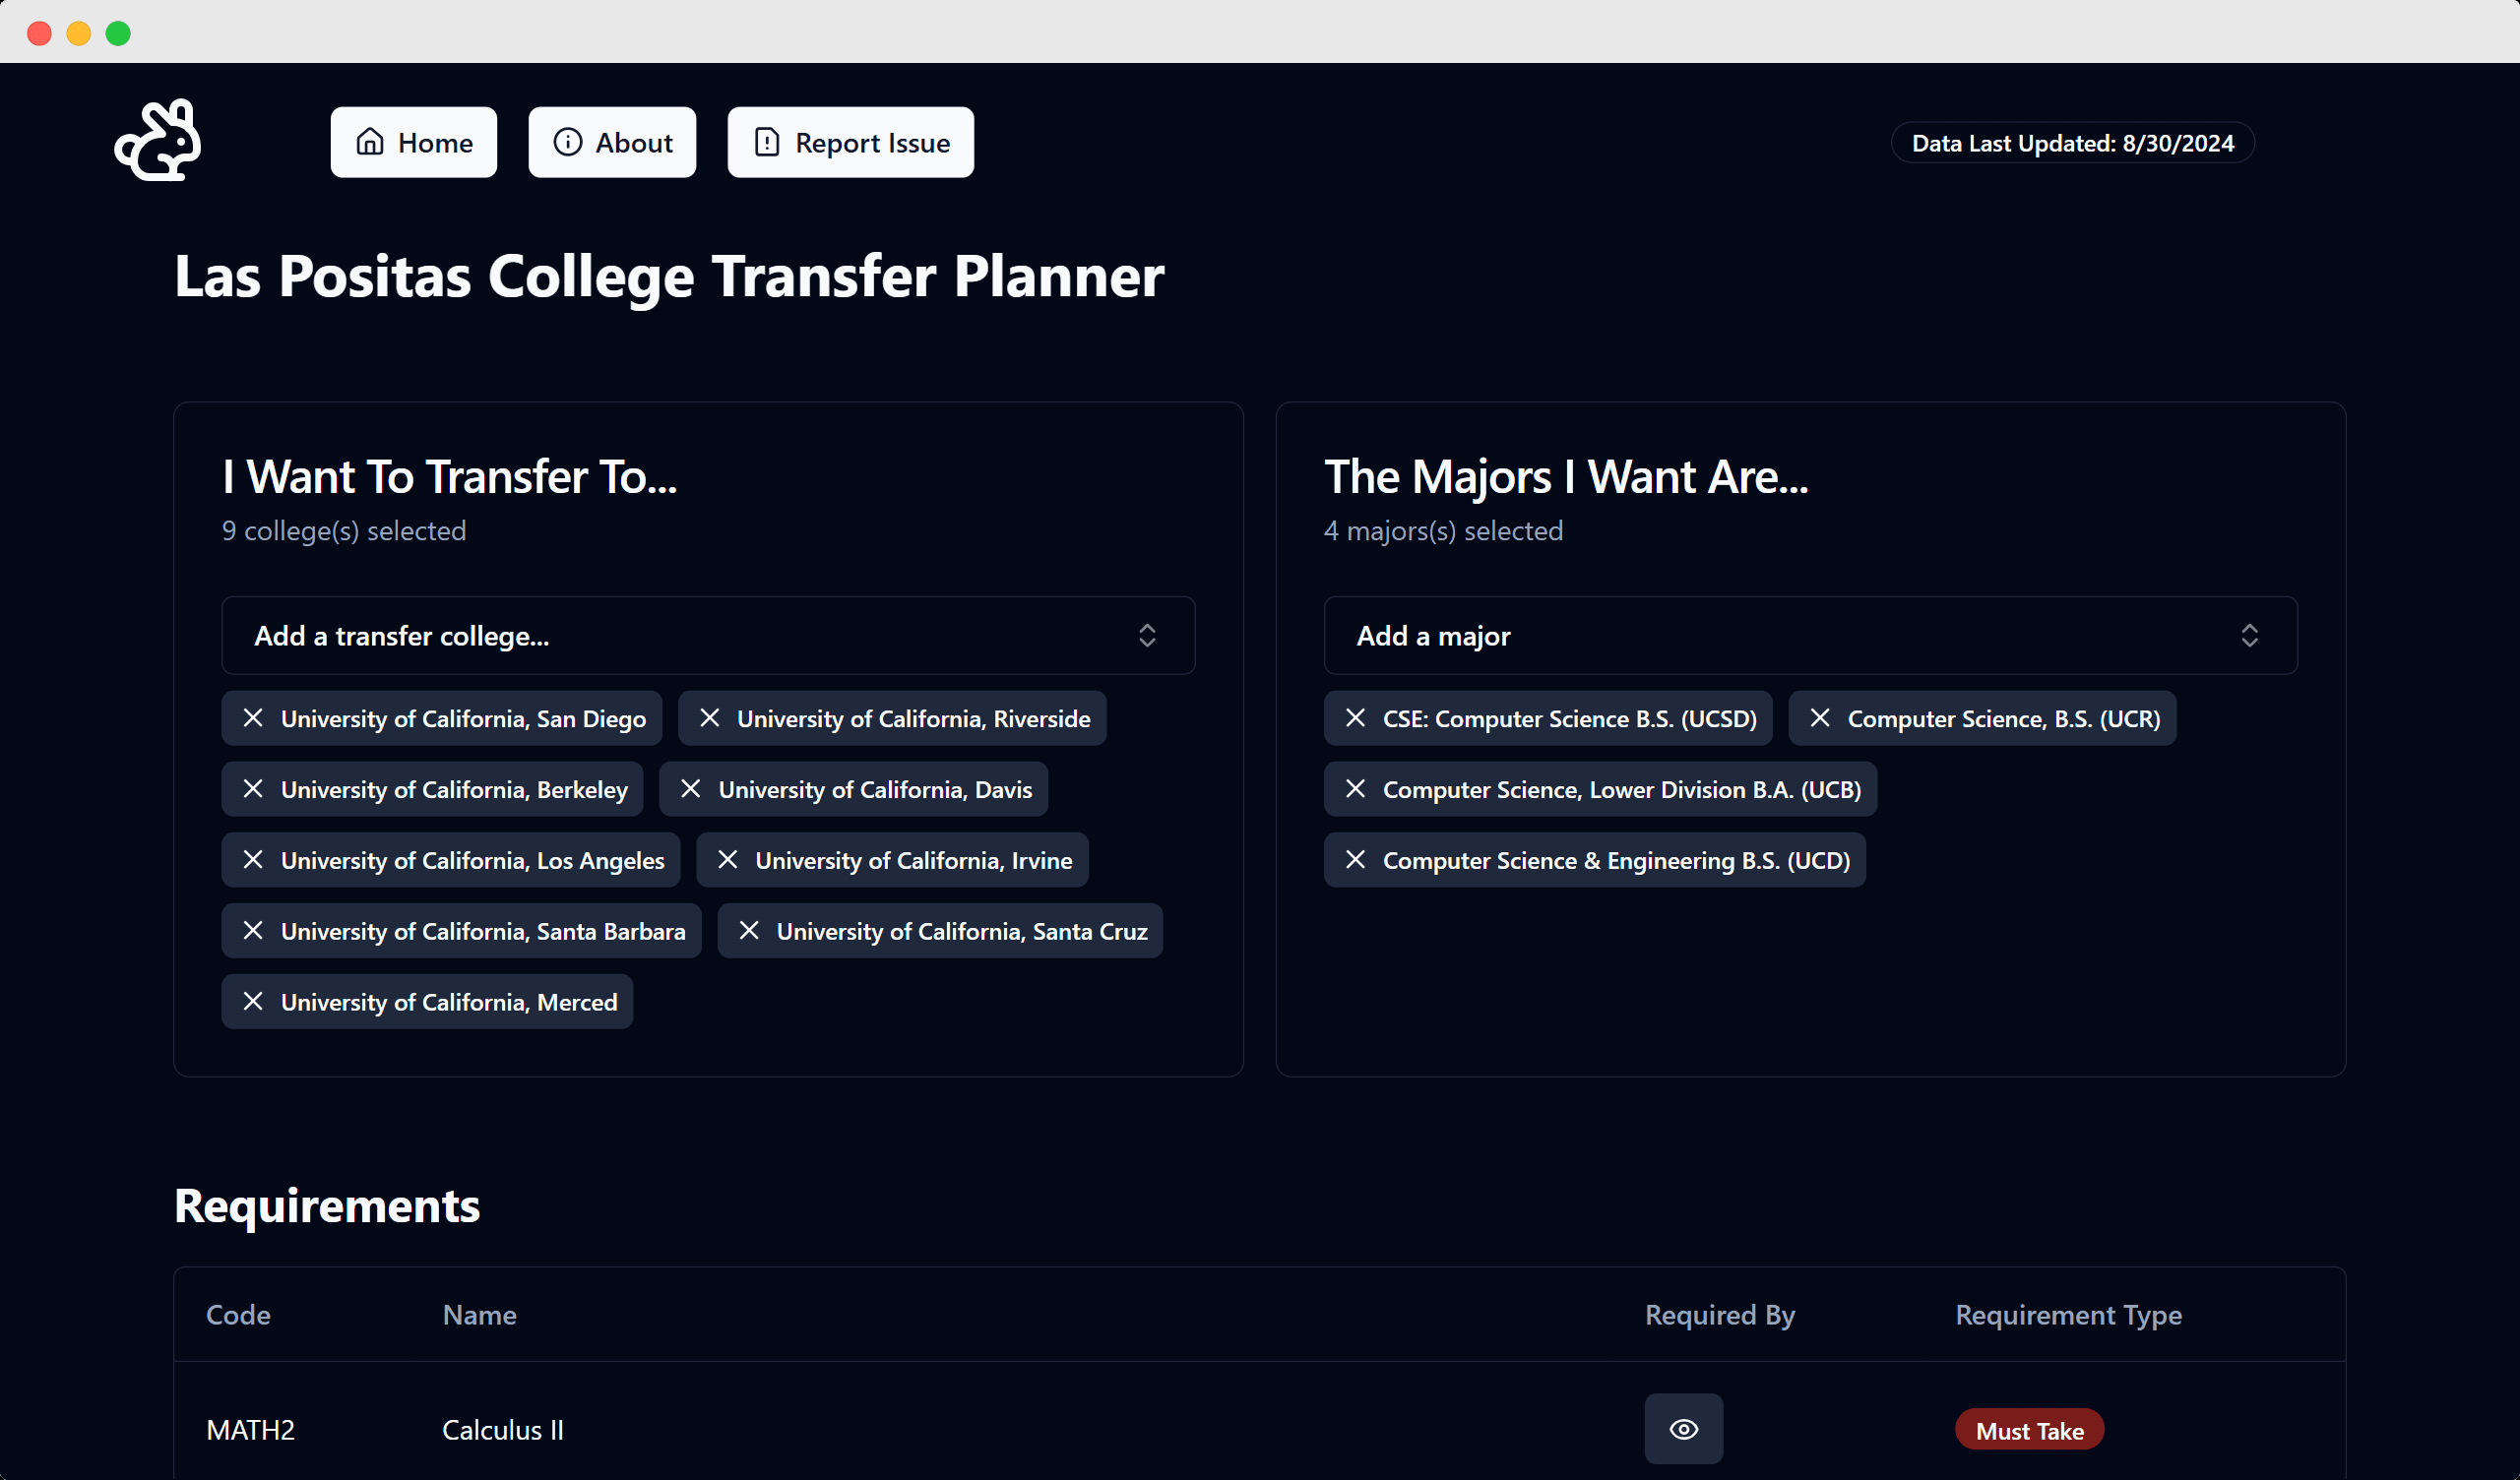 Home
About
Report Issue
Data Last Updated: 8/30/2024
Las Positas College Transfer Planner
I Want To Transfer To...
9 college(s) selected
Add a transfer college...
University of California, San Diego
University of California, Riverside
University of California, Berkeley
University of California, Davis
University of California, Los Angeles
University of California, Irvine
University of California, Santa Barbara
University of California, Santa Cruz
University of California, Merced
The Majors I Want Are...
4 majors(s) selected
Add a major
CSE: Computer Science B.S. (UCSD)
Computer Science, B.S. (UCR)
Computer Science, Lower Division B.A. (UCB)
Computer Science & Engineering B.S. (UCD)
Requirements
Code Name Required By Requirement Type
MATH2 Calculus II Must Take